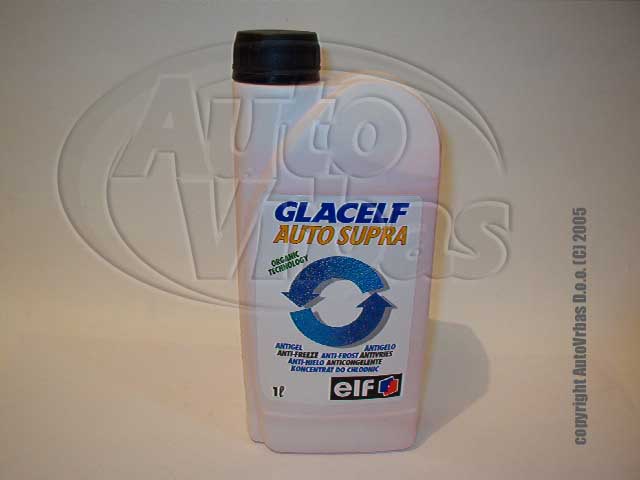 Auto
Vrbas
GLACELF
AUTO SUPRA
ORGANIC
TECHNOLOGY
ANTIGEL ANTIGELO
ANTI-FREEZE ANTI-FROST ANTIVRIES
ANTI-HIELO ANTICONGELENTE
KONCENTRAT DO CHLODNIC
1ℓ
elf
copyright AutoVrbas D.o.o. (C) 2005